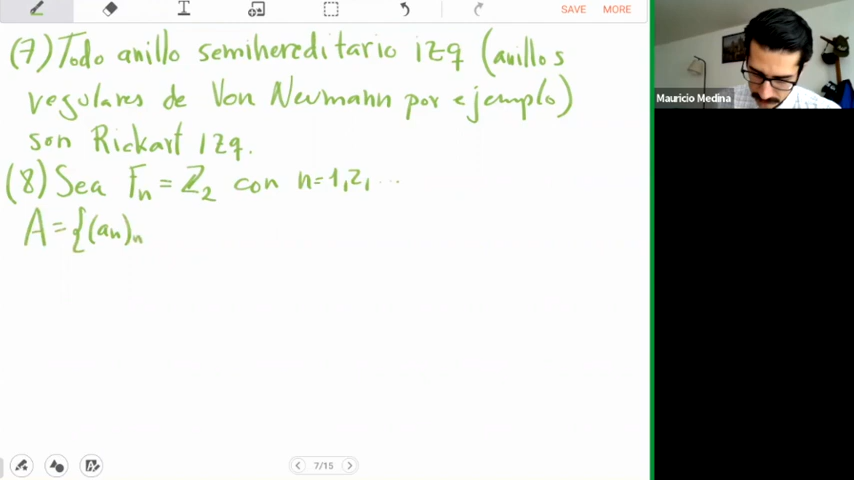 SAVE MORE
(7) Todo anillo semihereditario izq (anillos
regulares de Von Neumann por ejemplo)
son Rickart izq.
(8) Sea Fn = ℤ2 con n=1,2,...
A = {(an)n
7/15
Mauricio Medina